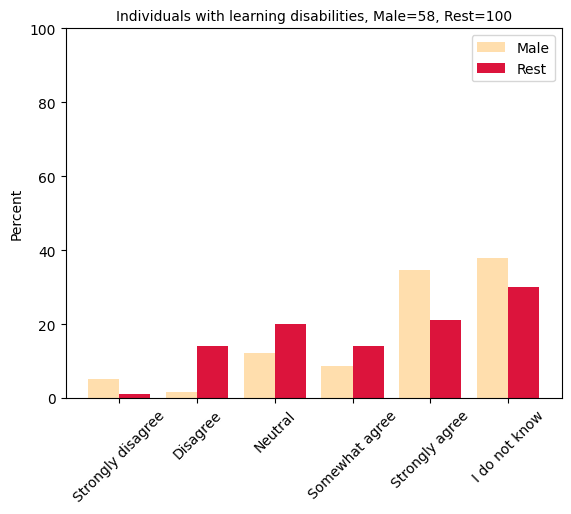 Individuals with learning disabilities, Male=58, Rest=100
100
80
60
40
20
0
Percent
Male
Rest
Strongly disagree
Disagree
Neutral
Somewhat agree
Strongly agree
I do not know